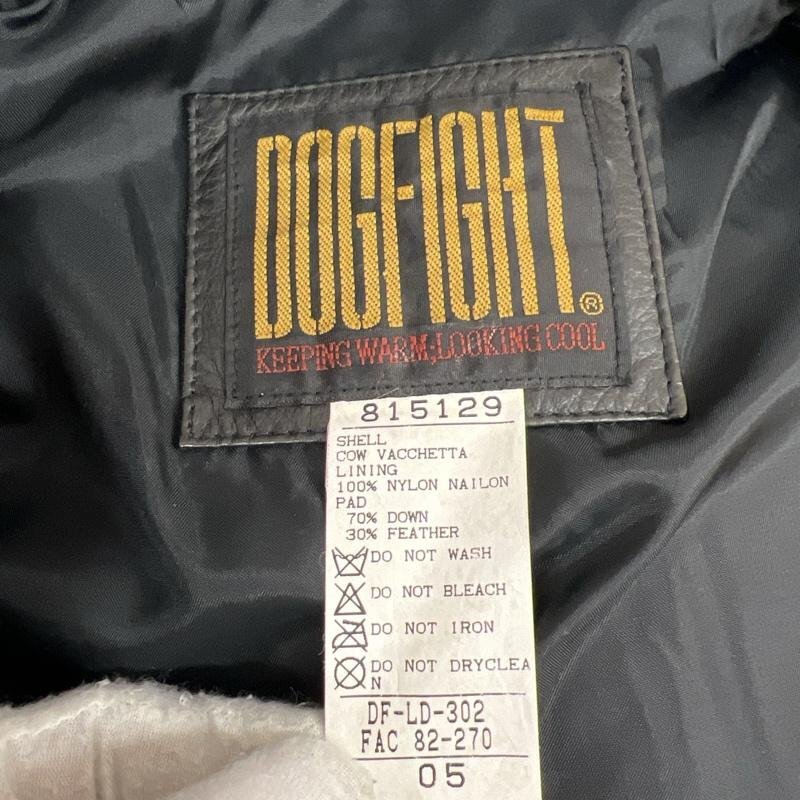 DOGFIGHT®
KEEPING WARM,LOOKING COOL
815129
SHELL
COW VACCHETTA
LINING
100% NYLON NAILON
PAD
70% DOWN
30% FEATHER
DO NOT WASH
DO NOT BLEACH
DO NOT IRON
DO NOT DRYCLEA
N
DF-LD-302
FAC 82-270
05